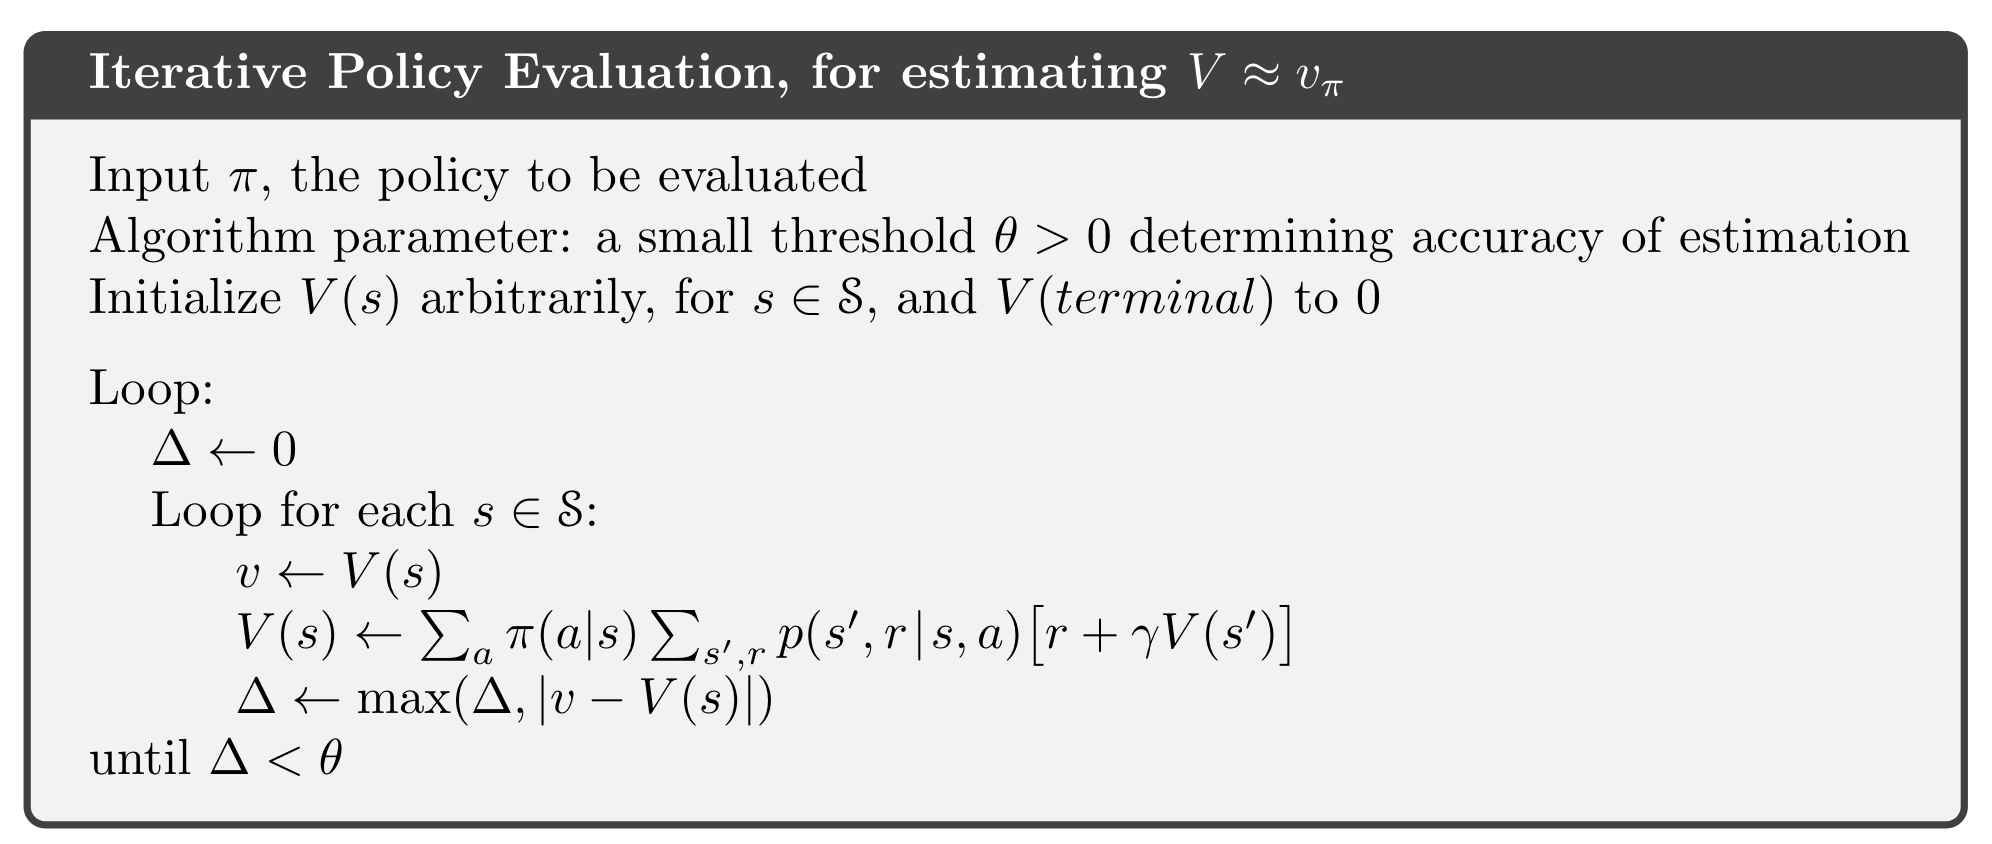 Iterative Policy Evaluation, for estimating V ≈ v_π
Input π, the policy to be evaluated
Algorithm parameter: a small threshold θ > 0 determining accuracy of estimation
Initialize V(s) arbitrarily, for s ∈ 𝒮, and V(terminal) to 0
Loop:
Δ ← 0
Loop for each s ∈ 𝒮:
v ← V(s)
V(s) ← ∑_a π(a|s) ∑_{s′,r} p(s′, r | s, a)[r + γV(s′)]
Δ ← max(Δ, |v − V(s)|)
until Δ < θ